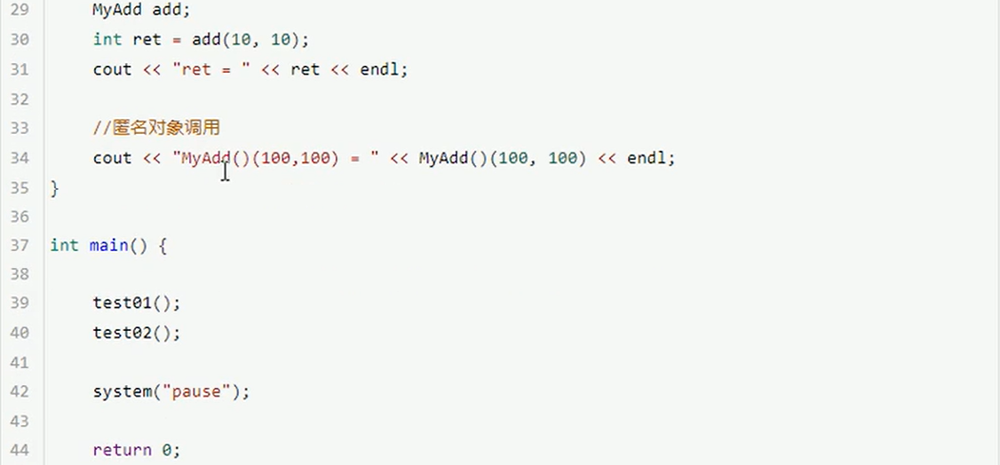 29 MyAdd add;
30 int ret = add(10, 10);
31 cout << "ret = " << ret << endl;
32
33 //匿名对象调用
34 cout << "MyAdd()(100,100) = " << MyAdd()(100, 100) << endl;
35 }
36
37 int main() {
38
39 test01();
40 test02();
41
42 system("pause");
43
44 return 0;